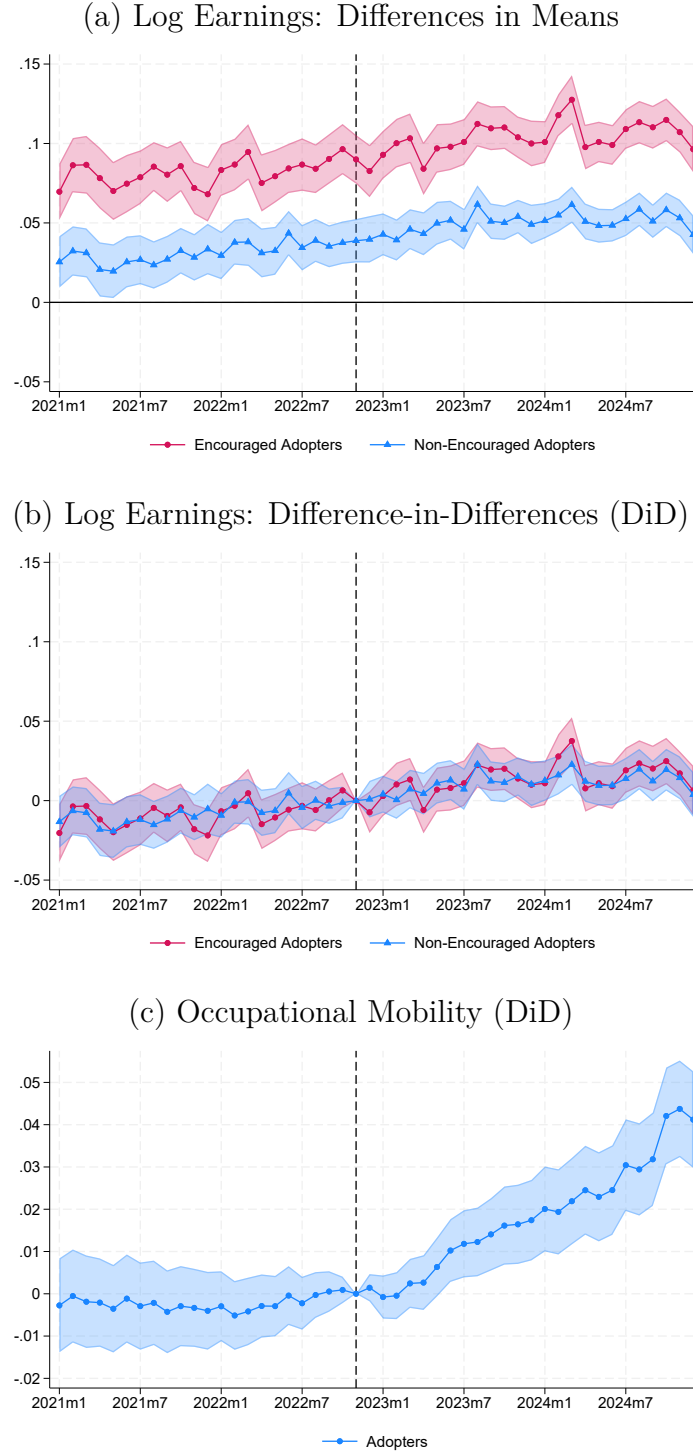 (a) Log Earnings: Differences in Means
.15
.1
.05
0
-.05
2021m1 2021m7 2022m1 2022m7 2023m1 2023m7 2024m1 2024m7
Encouraged Adopters Non-Encouraged Adopters
(b) Log Earnings: Difference-in-Differences (DiD)
.15
.1
.05
0
-.05
2021m1 2021m7 2022m1 2022m7 2023m1 2023m7 2024m1 2024m7
Encouraged Adopters Non-Encouraged Adopters
(c) Occupational Mobility (DiD)
.05
.04
.03
.02
.01
0
-.01
-.02
2021m1 2021m7 2022m1 2022m7 2023m1 2023m7 2024m1 2024m7
Adopters